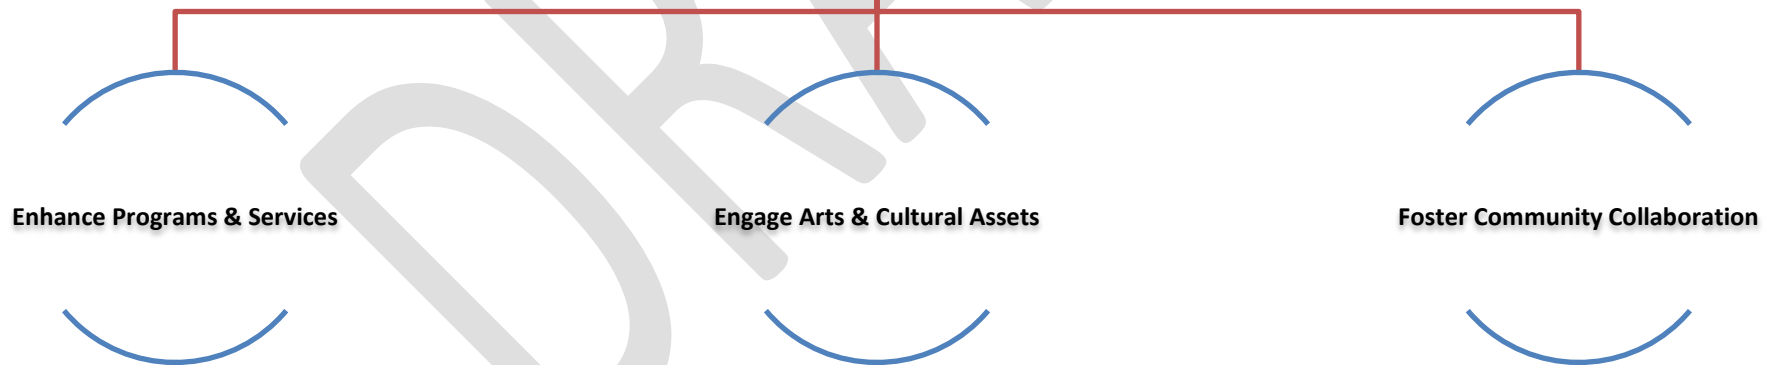 Enhance Programs & Services
Engage Arts & Cultural Assets
Foster Community Collaboration